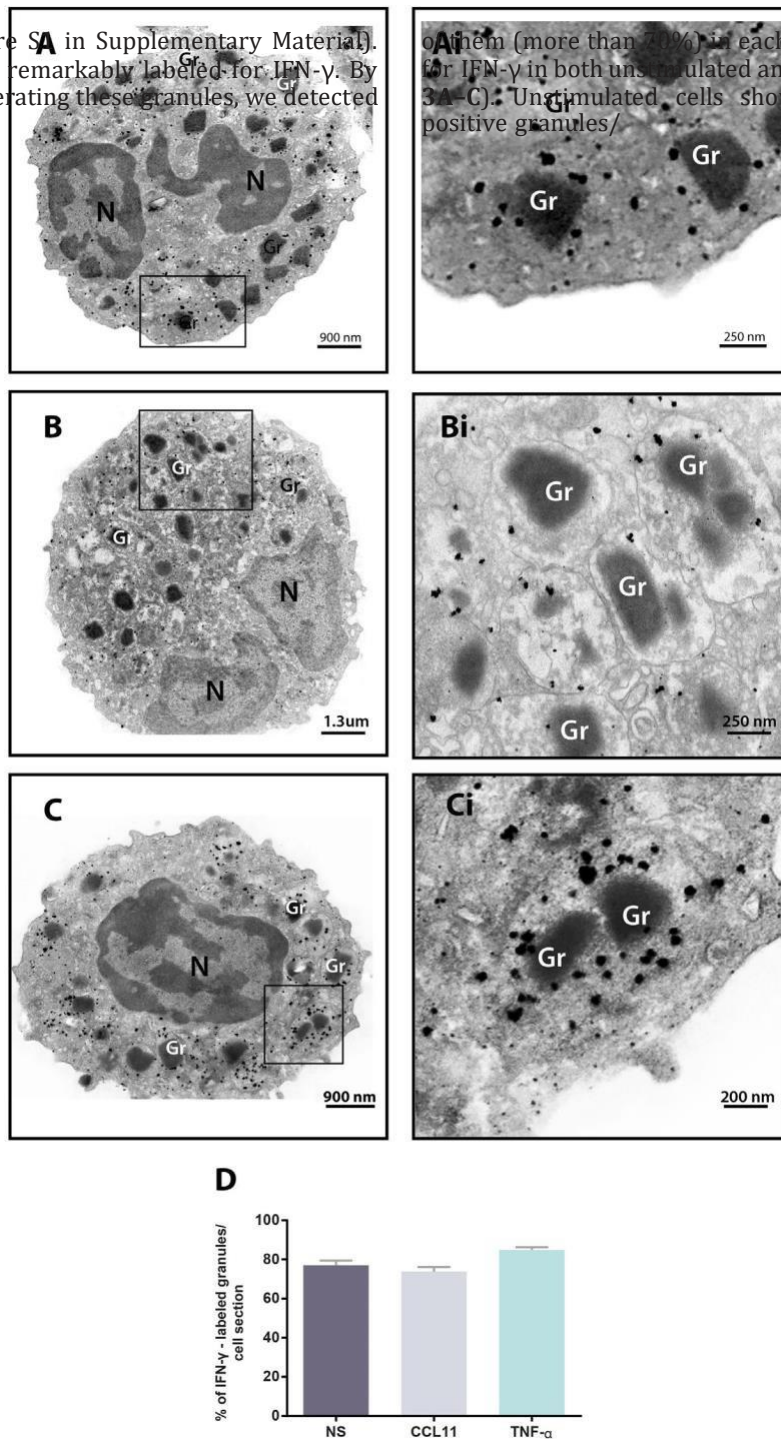 re S in Supplementary Material).
remarkably labeled for IFN-γ. By
erating these granules, we detected
of them (more than 70%) in each
for IFN-γ in both unstimulated an
3A–C). Unstimulated cells sho
positive granules/
A
Gr
Gr
N
N
Gr
Gr
900 nm
Ai
Gr
Gr
Gr
250 nm
B
Gr
Gr
Gr
N
N
1.3um
Bi
Gr
Gr
Gr
Gr
250 nm
C
Gr
N
Gr
Gr
900 nm
Ci
Gr
Gr
200 nm
D
% of IFN-γ - labeled granules/
cell section
100
80
60
40
20
0
NS CCL11 TNF-α